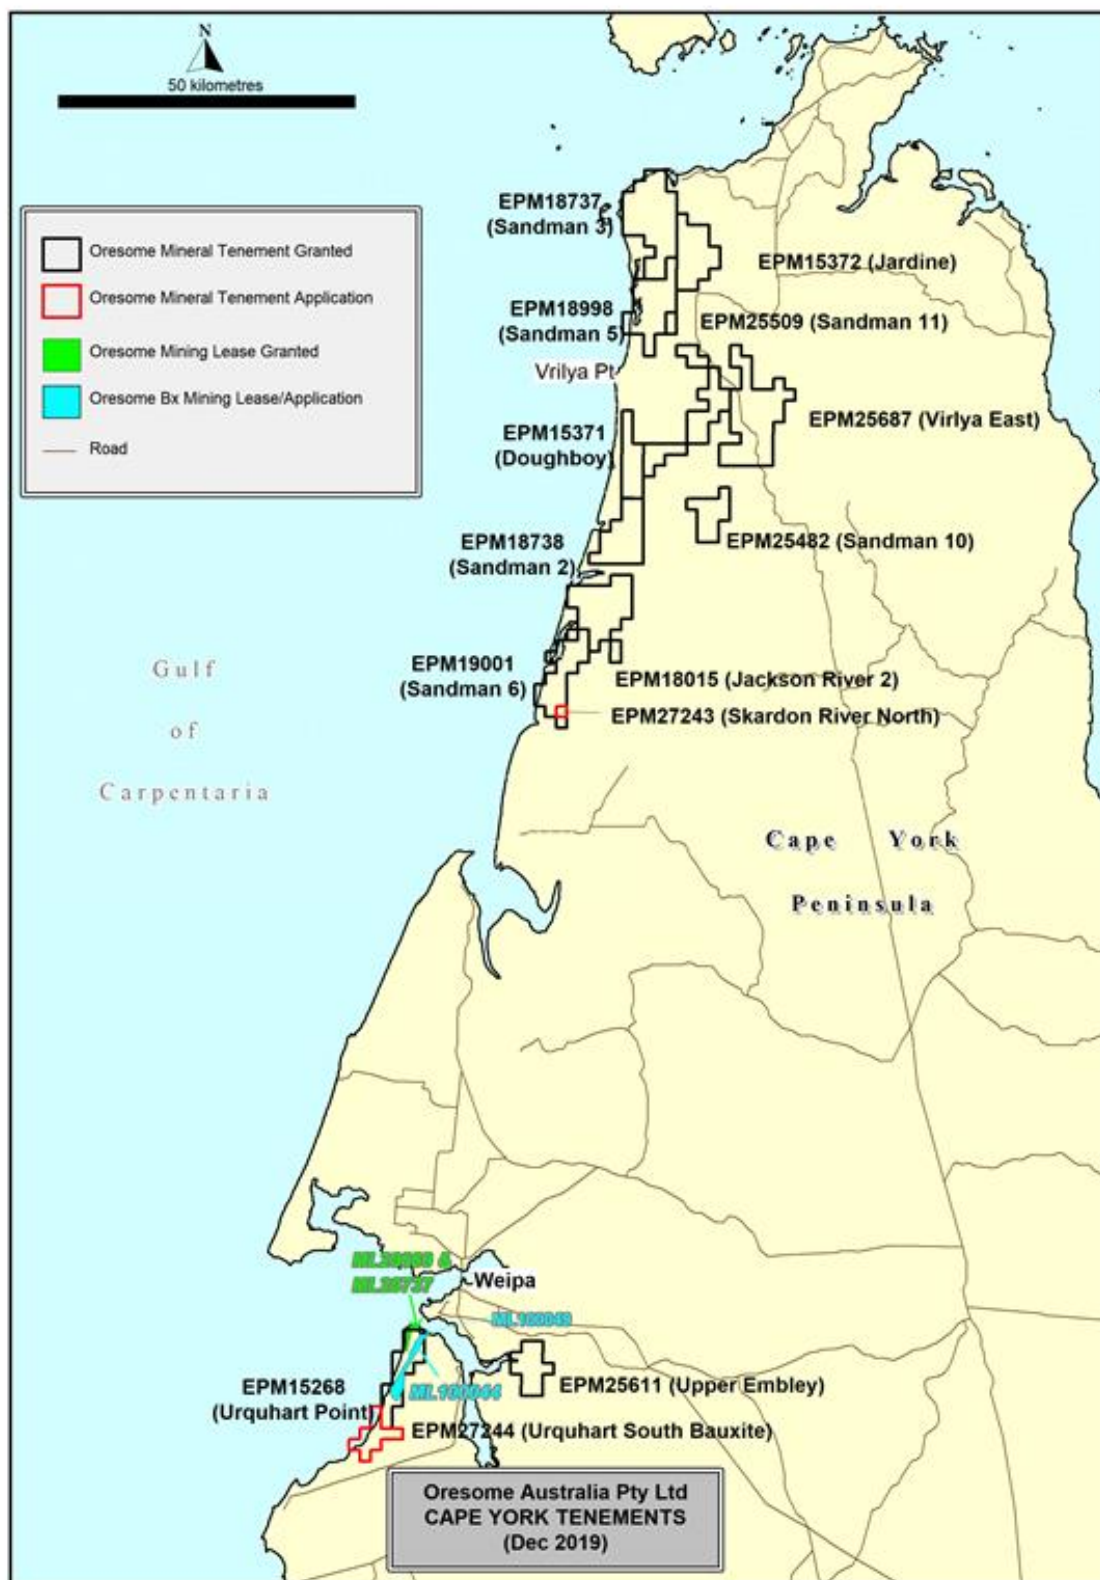 N
50 kilometres
Oresome Mineral Tenement Granted
Oresome Mineral Tenement Application
Oresome Mining Lease Granted
Oresome Bx Mining Lease/Application
Road
EPM18737
(Sandman 3)
EPM15372 (Jardine)
EPM18998
(Sandman 5)
EPM25509 (Sandman 11)
Vrilya Pt
EPM25687 (Virlya East)
EPM15371
(Doughboy)
EPM18738
(Sandman 2)
EPM25482 (Sandman 10)
EPM19001
(Sandman 6)
EPM18015 (Jackson River 2)
EPM27243 (Skardon River North)
Gulf
of
Carpentaria
Cape York
Peninsula
Weipa
ML100044
EPM15268
(Urquhart Point)
EPM25611 (Upper Embley)
EPM27244 (Urquhart South Bauxite)
Oresome Australia Pty Ltd
CAPE YORK TENEMENTS
(Dec 2019)